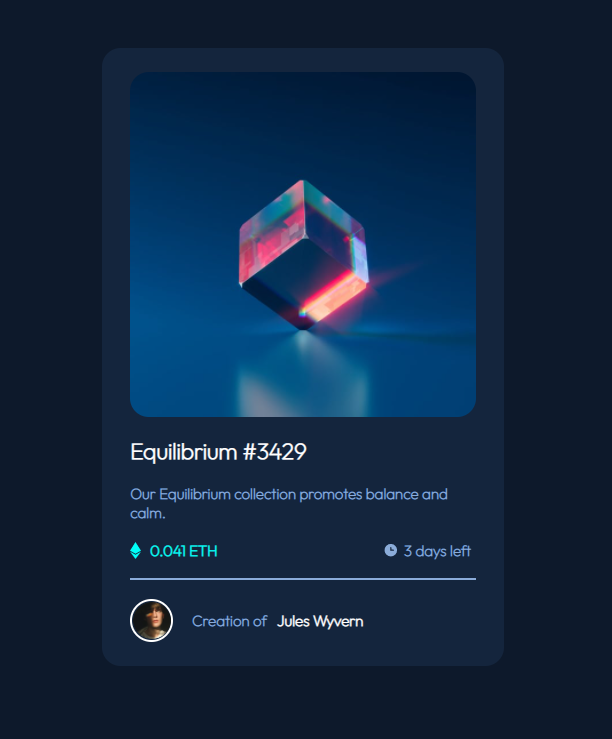 Equilibrium #3429
Our Equilibrium collection promotes balance and
calm.
0.041 ETH 3 days left
Creation of Jules Wyvern